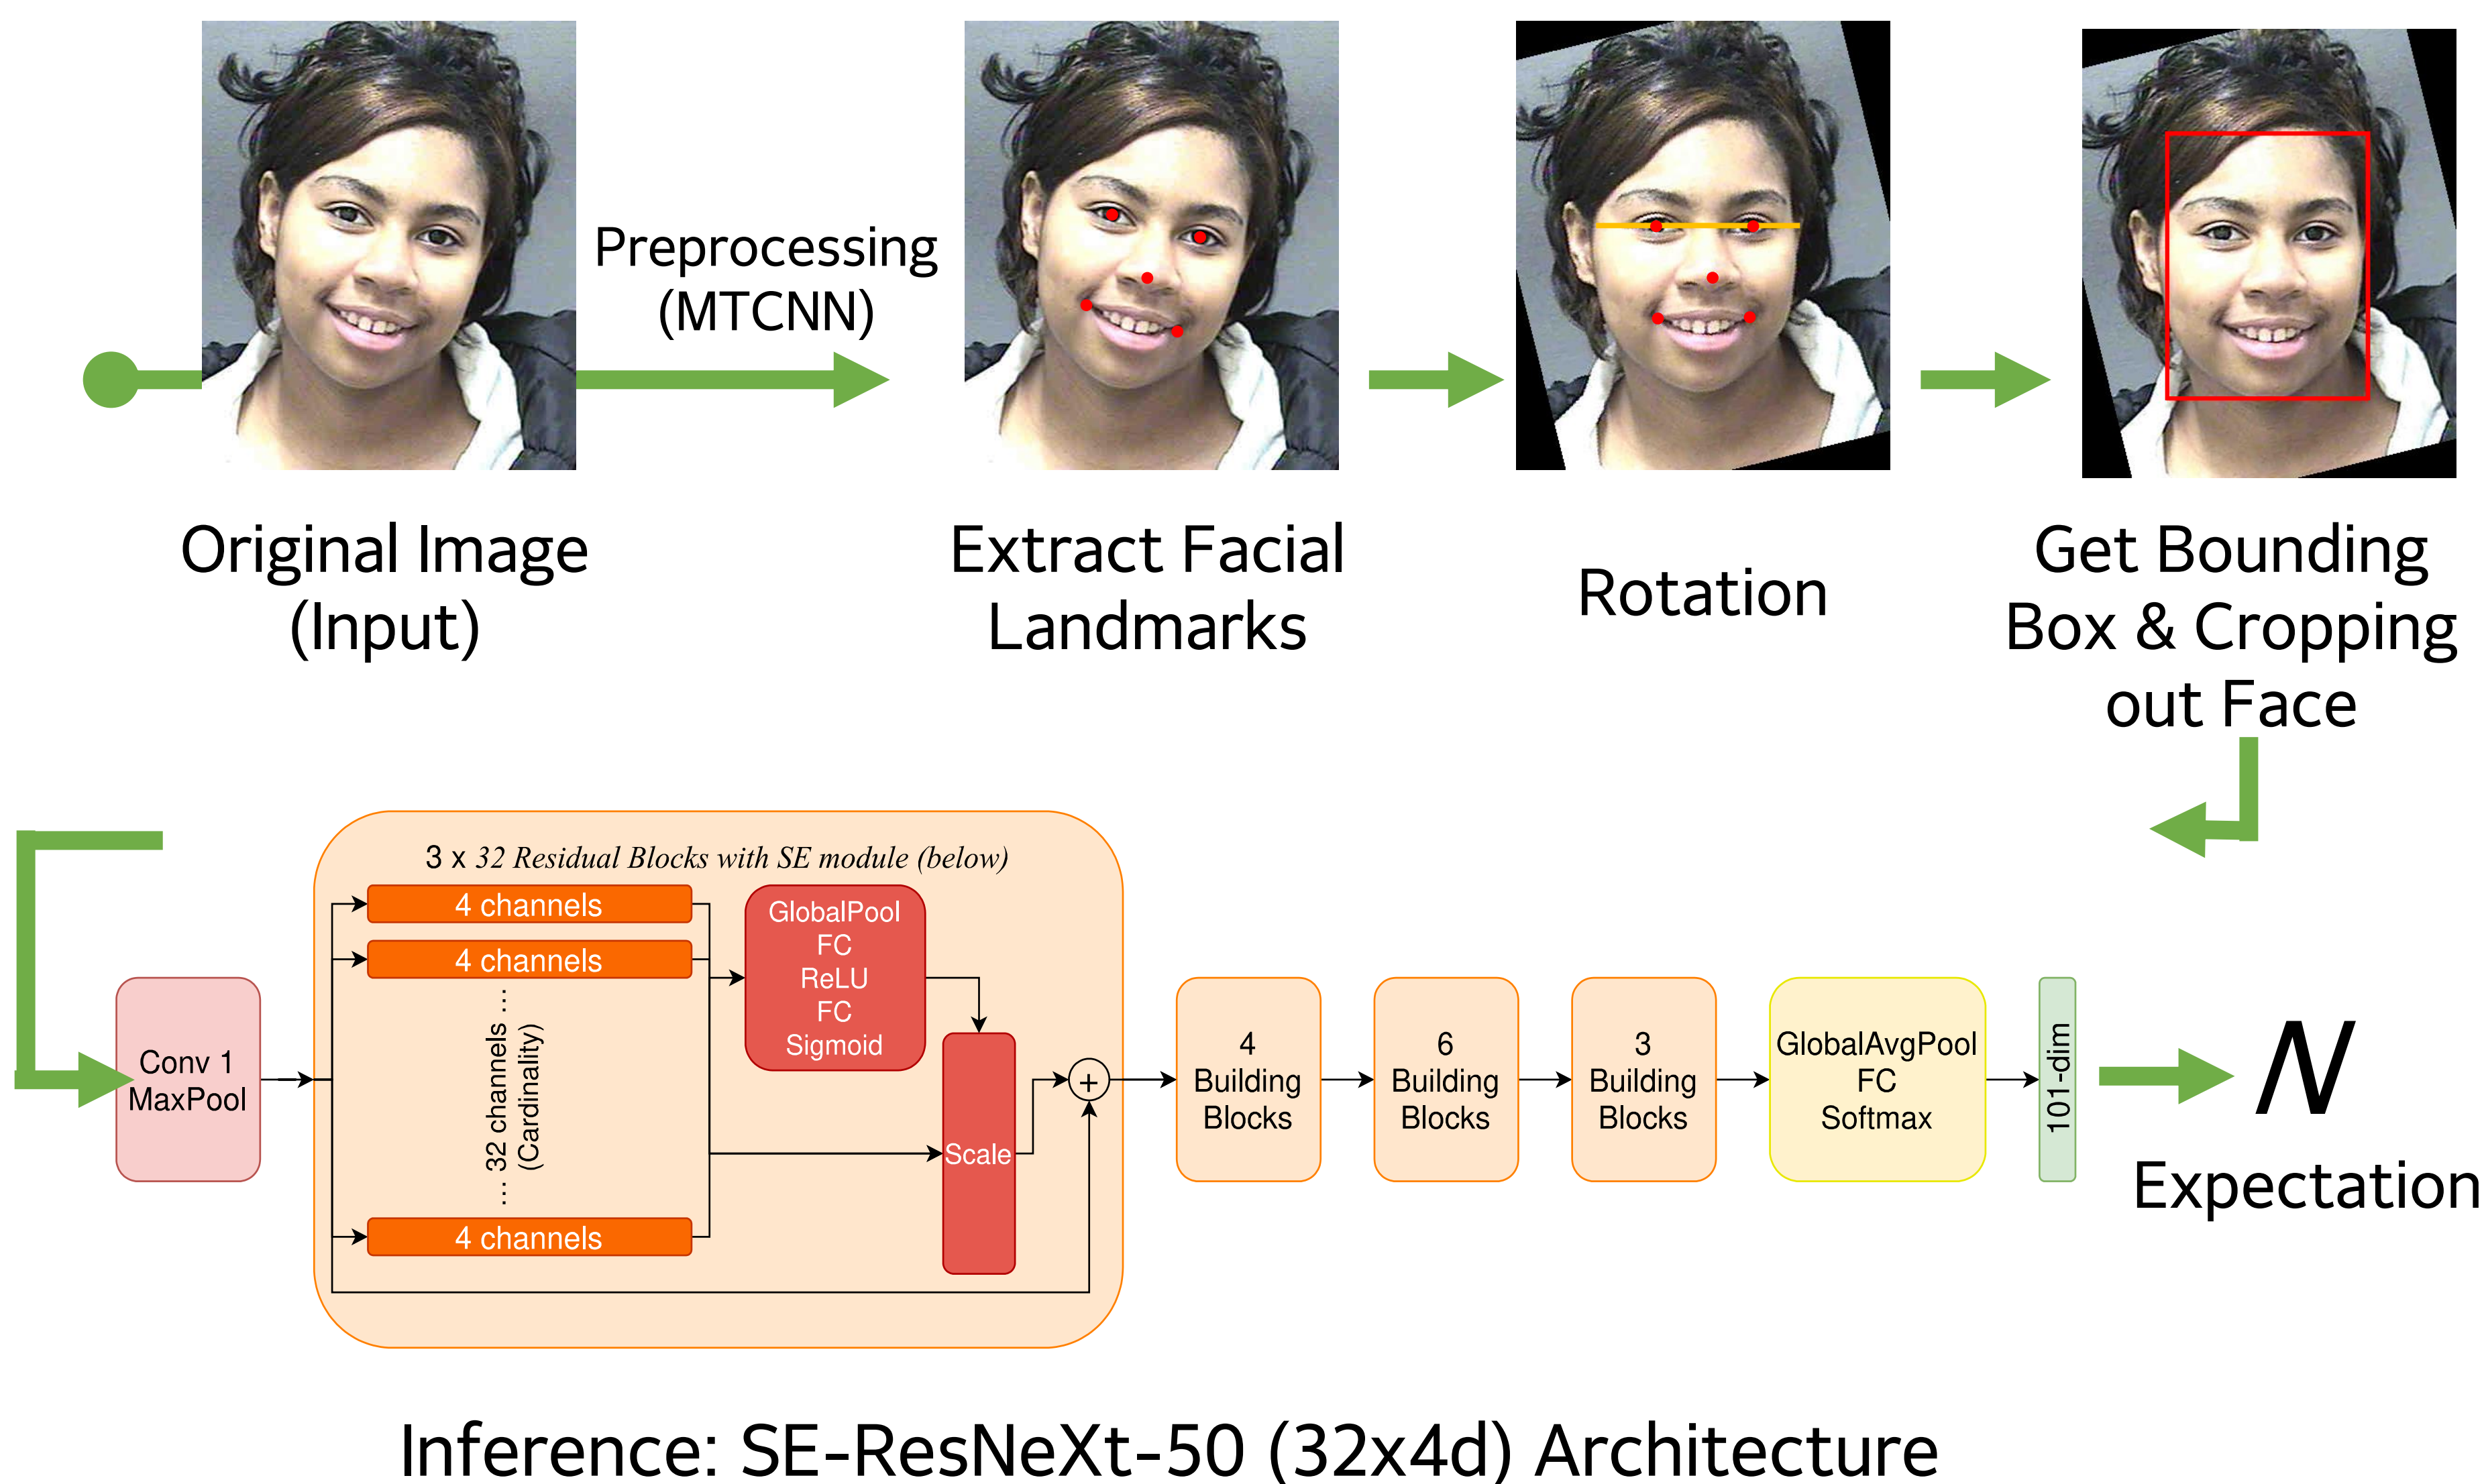 Preprocessing
(MTCNN)
Original Image
(Input)
Extract Facial
Landmarks
Rotation
Get Bounding
Box & Cropping
out Face
3 x 32 Residual Blocks with SE module (below)
4 channels
4 channels
... 32 channels ...
(Cardinality)
4 channels
GlobalPool
FC
ReLU
FC
Sigmoid
Scale
+
Conv 1
MaxPool
4
Building
Blocks
6
Building
Blocks
3
Building
Blocks
GlobalAvgPool
FC
Softmax
101-dim
N
Expectation
Inference: SE-ResNeXt-50 (32x4d) Architecture